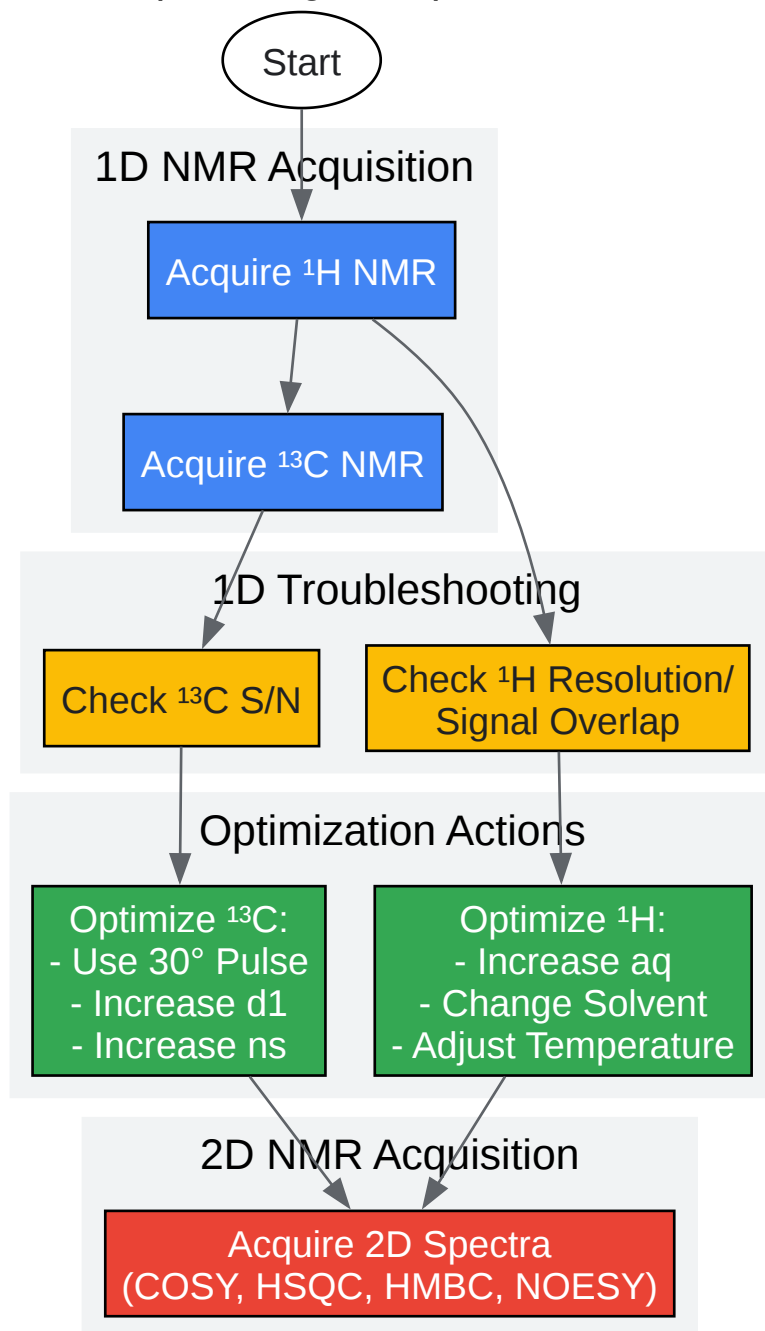 Start
1D NMR Acquisition
Acquire ¹H NMR
Acquire ¹³C NMR
1D Troubleshooting
Check ¹³C S/N
Check ¹H Resolution/
Signal Overlap
Optimization Actions
Optimize ¹³C:
- Use 30° Pulse
- Increase d1
- Increase ns
Optimize ¹H:
- Increase aq
- Change Solvent
- Adjust Temperature
2D NMR Acquisition
Acquire 2D Spectra
(COSY, HSQC, HMBC, NOESY)